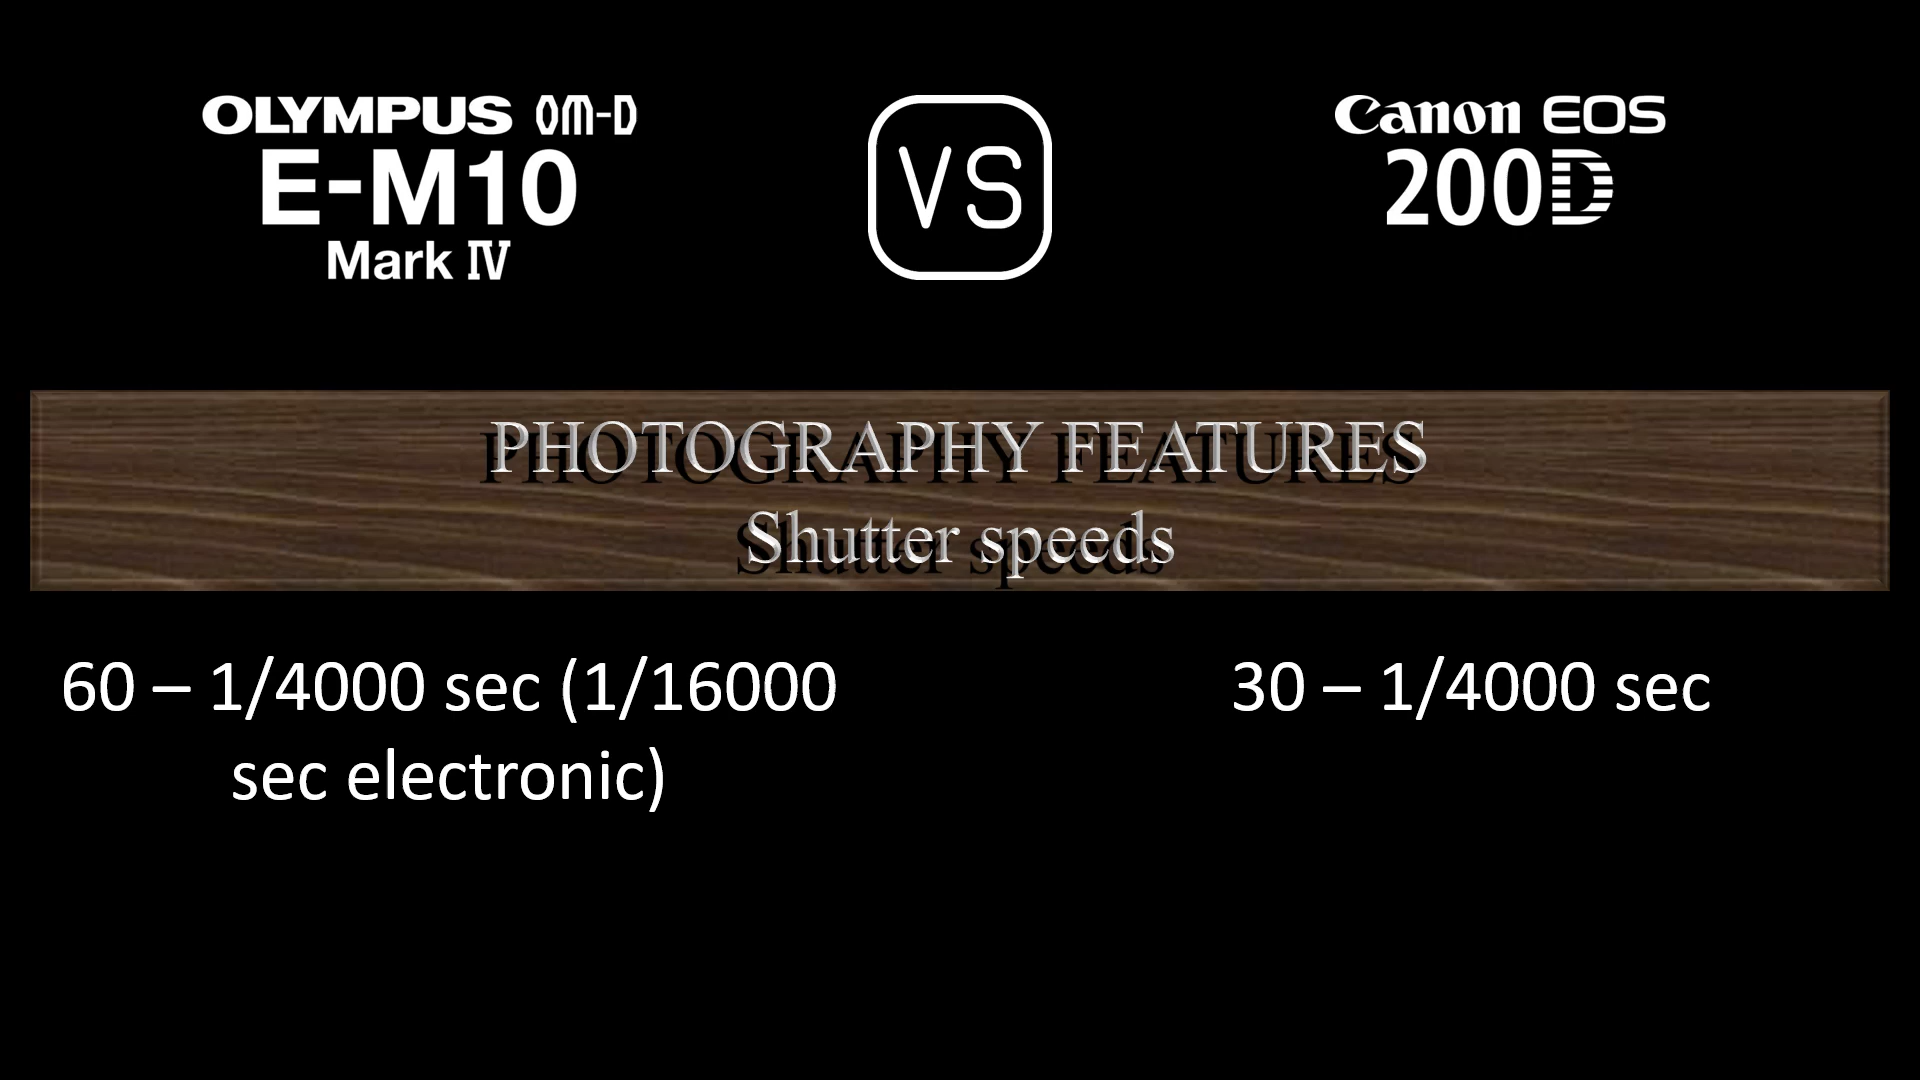 OLYMPUS OM-D
E-M10
Mark IV
VS
Canon EOS
200D
PHOTOGRAPHY FEATURES
Shutter speeds
60 – 1/4000 sec (1/16000
sec electronic)
30 – 1/4000 sec